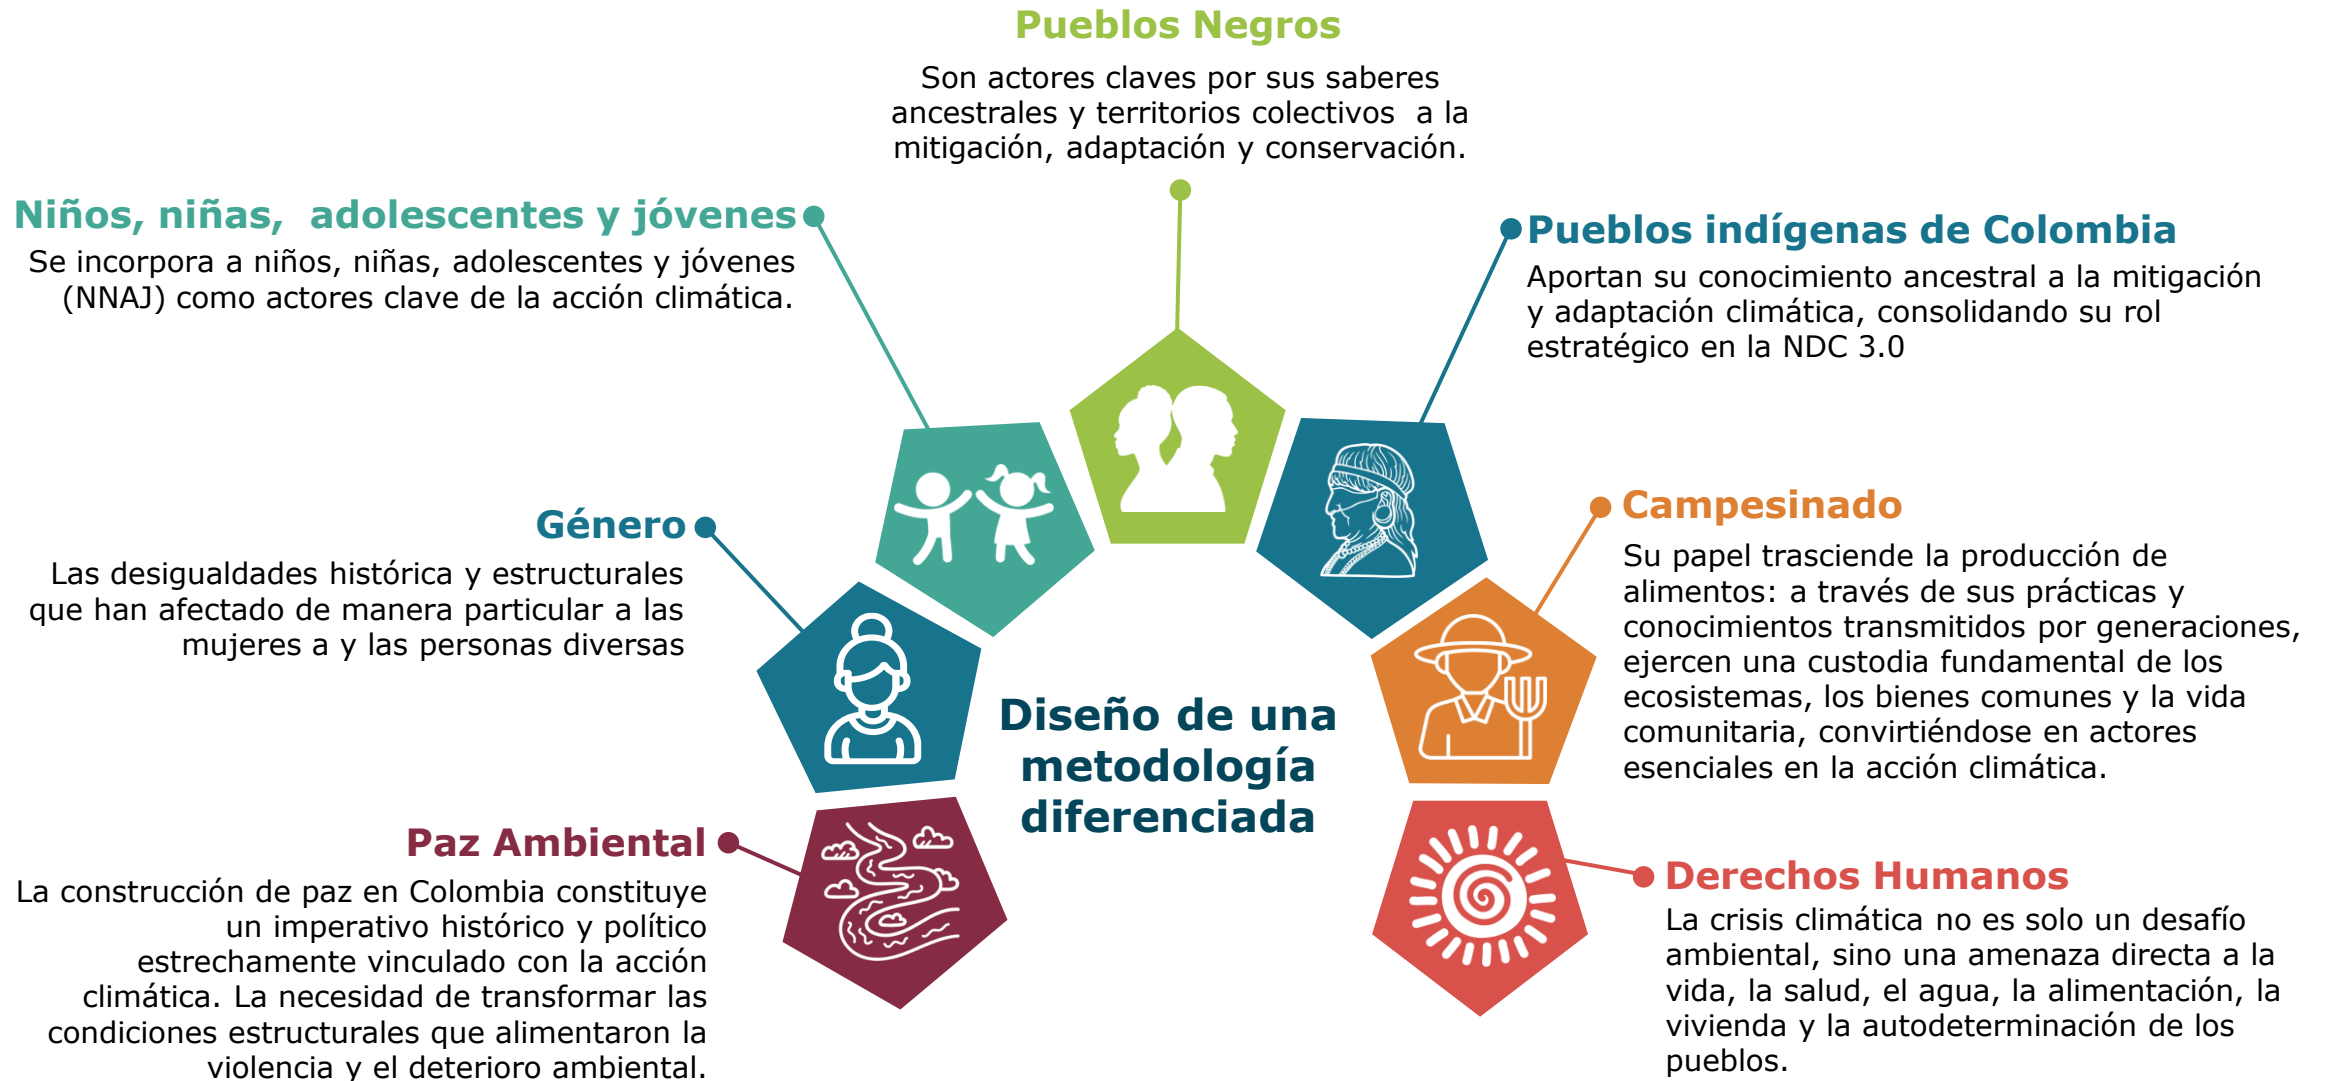 Pueblos Negros
Son actores claves por sus saberes
ancestrales y territorios colectivos  a la
mitigación, adaptación y conservación.
Niños, niñas,  adolescentes y jóvenes
Se incorpora a niños, niñas, adolescentes y jóvenes
(NNAJ) como actores clave de la acción climática.
Pueblos indígenas de Colombia
Aportan su conocimiento ancestral a la mitigación
y adaptación climática, consolidando su rol
estratégico en la NDC 3.0
Género
Las desigualdades histórica y estructurales
que han afectado de manera particular a las
mujeres a y las personas diversas
Campesinado
Su papel trasciende la producción de
alimentos: a través de sus prácticas y
conocimientos transmitidos por generaciones,
ejercen una custodia fundamental de los
ecosistemas, los bienes comunes y la vida
comunitaria, convirtiéndose en actores
esenciales en la acción climática.
Diseño de una
metodología
diferenciada
Paz Ambiental
La construcción de paz en Colombia constituye
un imperativo histórico y político
estrechamente vinculado con la acción
climática. La necesidad de transformar las
condiciones estructurales que alimentaron la
violencia y el deterioro ambiental.
Derechos Humanos
La crisis climática no es solo un desafío
ambiental, sino una amenaza directa a la
vida, la salud, el agua, la alimentación, la
vivienda y la autodeterminación de los
pueblos.